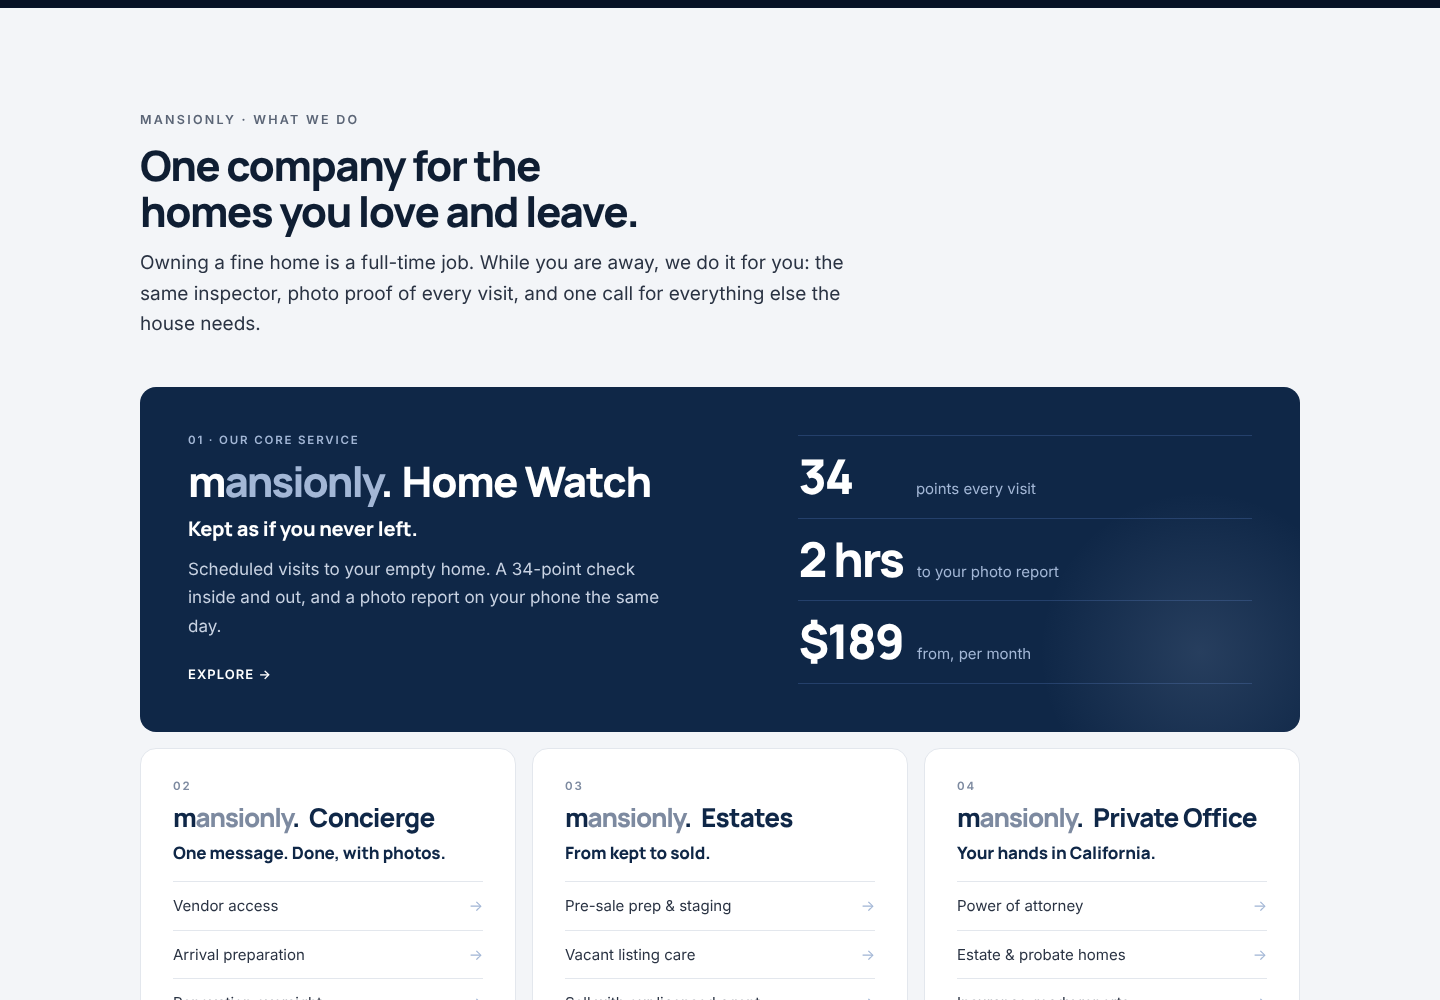 MANSIONLY · WHAT WE DO
One company for the
homes you love and leave.
Owning a fine home is a full-time job. While you are away, we do it for you: the
same inspector, photo proof of every visit, and one call for everything else the
house needs.
01 · OUR CORE SERVICE
mansionly. Home Watch
Kept as if you never left.
Scheduled visits to your empty home. A 34-point check
inside and out, and a photo report on your phone the same
day.
EXPLORE →
34 points every visit
2 hrs to your photo report
$189 from, per month
02
mansionly. Concierge
One message. Done, with photos.
Vendor access →
Arrival preparation →
03
mansionly. Estates
From kept to sold.
Pre-sale prep & staging →
Vacant listing care →
04
mansionly. Private Office
Your hands in California.
Power of attorney →
Estate & probate homes →